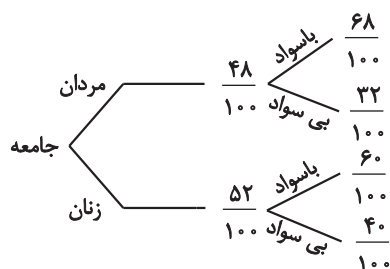 جامعه
مردان
۴۸
۱۰۰
باسواد
۶۸
۱۰۰
بی سواد
۳۲
۱۰۰
زنان
۵۲
۱۰۰
باسواد
۶۰
۱۰۰
بی سواد
۴۰
۱۰۰